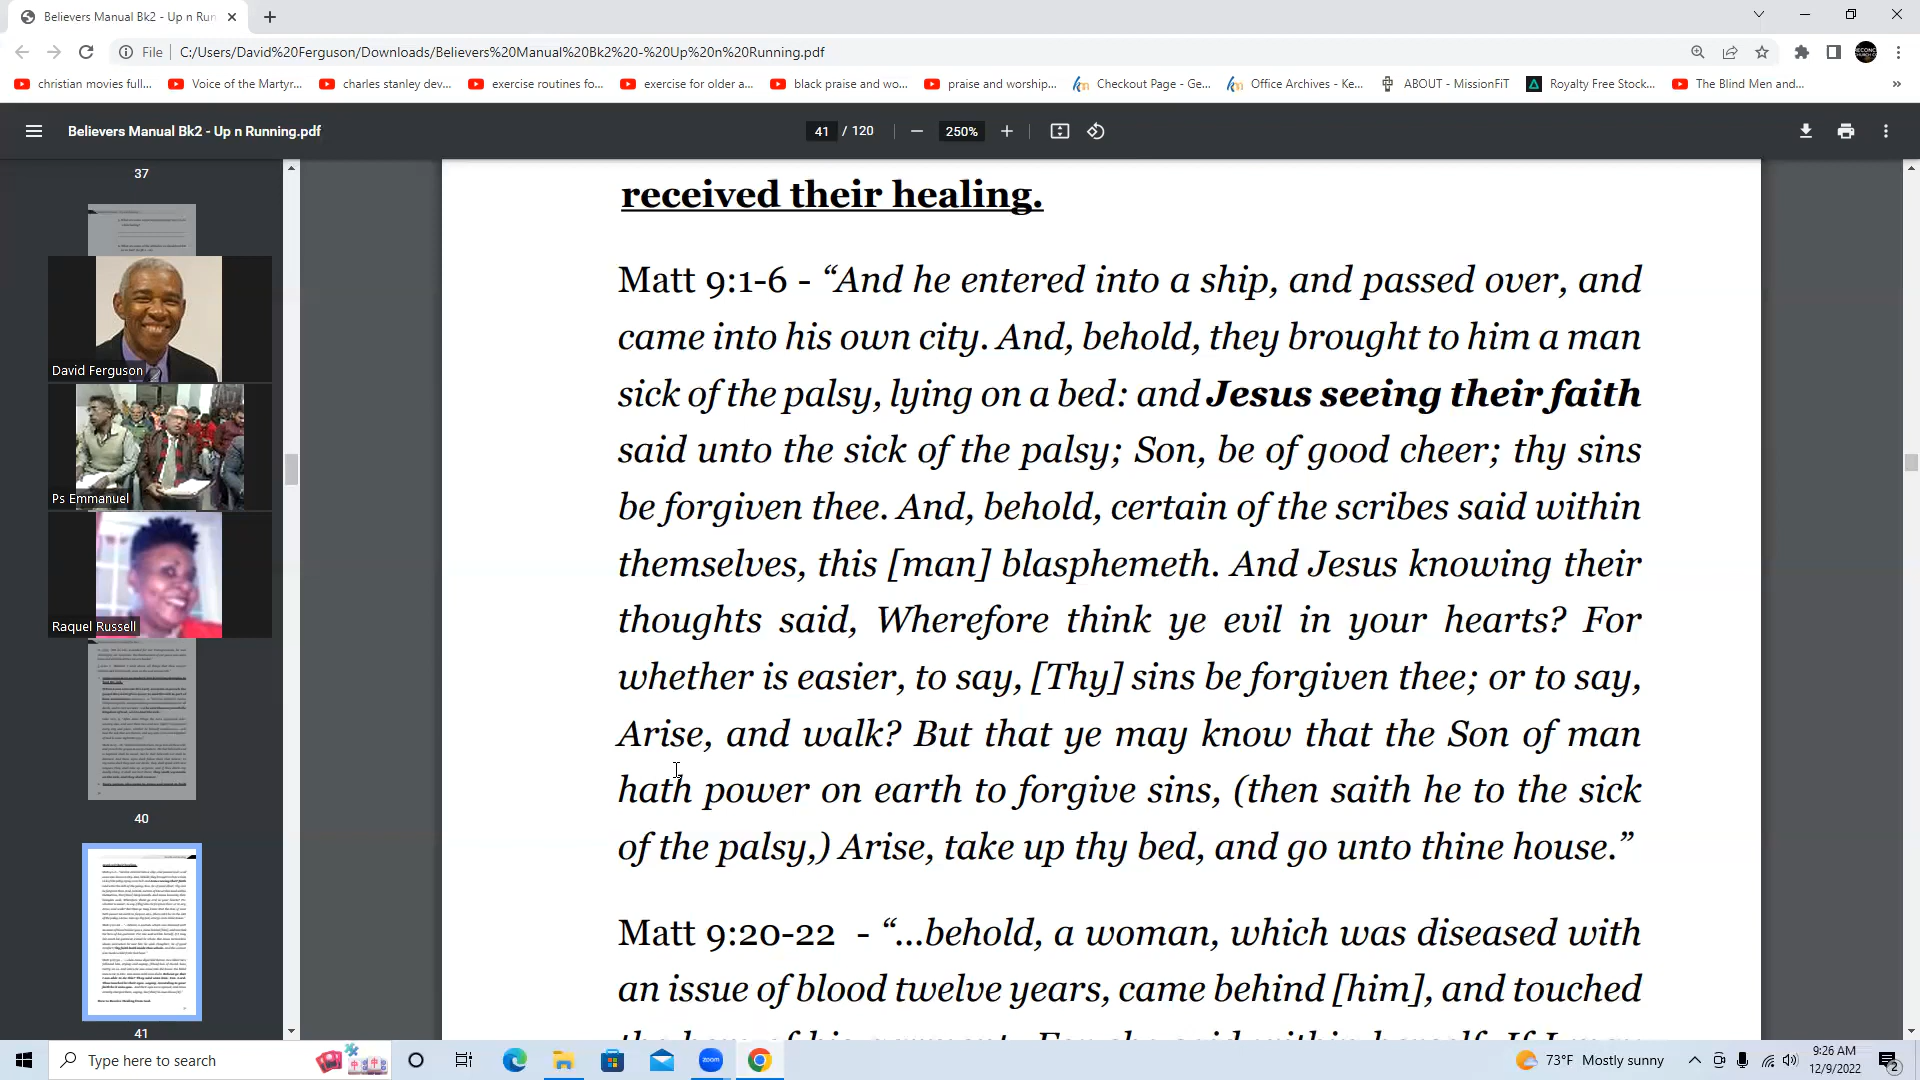 Believers Manual Bk2 - Up n Run
File C:/Users/David%20Ferguson/Downloads/Believers%20Manual%20Bk2%20-%20Up%20n%20Running.pdf
christian movies full... Voice of the Martyr... charles stanley dev... exercise routines fo... exercise for older a... black praise and wo... praise and worship... Checkout Page - Ge... Office Archives - Ke... ABOUT - MissionFiT Royalty Free Stock... The Blind Men and... »
Believers Manual Bk2 - Up n Running.pdf 41 / 120 250%
37
David Ferguson
Ps Emmanuel
Raquel Russell
40
41
received their healing.
Matt 9:1-6 - “And he entered into a ship, and passed over, and
came into his own city. And, behold, they brought to him a man
sick of the palsy, lying on a bed: and Jesus seeing their faith
said unto the sick of the palsy; Son, be of good cheer; thy sins
be forgiven thee. And, behold, certain of the scribes said within
themselves, this [man] blasphemeth. And Jesus knowing their
thoughts said, Wherefore think ye evil in your hearts? For
whether is easier, to say, [Thy] sins be forgiven thee; or to say,
Arise, and walk? But that ye may know that the Son of man
hath power on earth to forgive sins, (then saith he to the sick
of the palsy,) Arise, take up thy bed, and go unto thine house.”
Matt 9:20-22 - “...behold, a woman, which was diseased with
an issue of blood twelve years, came behind [him], and touched
Type here to search
zoom
73°F Mostly sunny
9:26 AM
12/9/2022
2